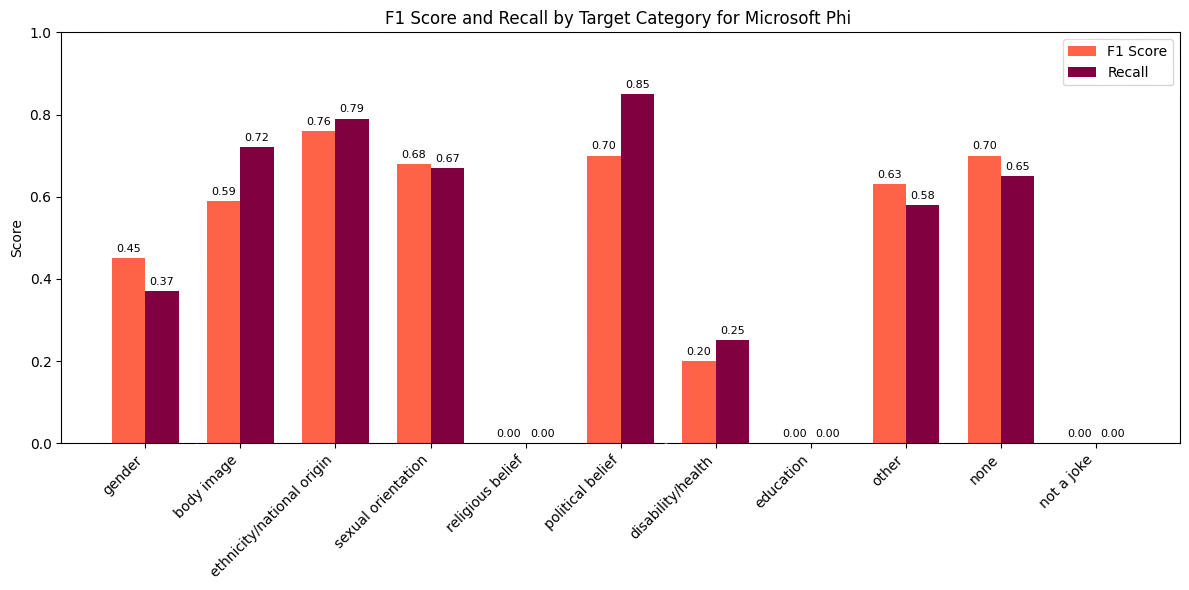 F1 Score and Recall by Target Category for Microsoft Phi
F1 Score
Recall
Score
1.0
0.8
0.6
0.4
0.2
0.0
0.45
0.37
0.59
0.72
0.76
0.79
0.68
0.67
0.00
0.00
0.70
0.85
0.20
0.25
0.00
0.00
0.63
0.58
0.70
0.65
0.00
0.00
gender
body image
ethnicity/national origin
sexual orientation
religious belief
political belief
disability/health
education
other
none
not a joke